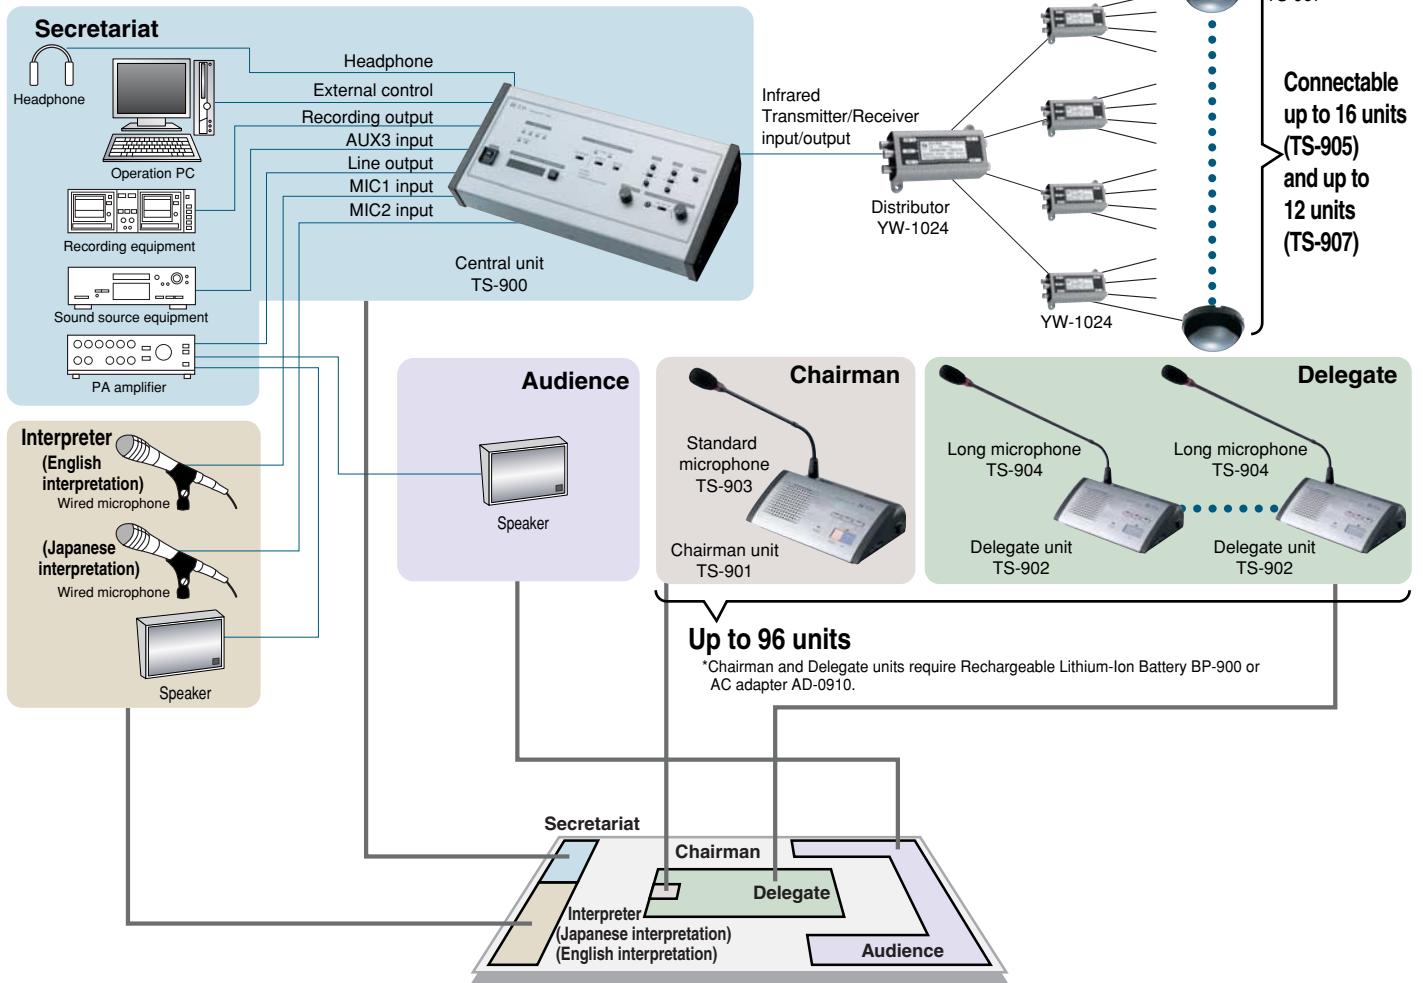 Secretariat
Headphone
Operation PC
Recording equipment
Sound source equipment
PA amplifier
Headphone
External control
Recording output
AUX3 input
Line output
MIC1 input
MIC2 input
Central unit
TS-900
Infrared
Transmitter/Receiver
input/output
Distributor
YW-1024
YW-1024
Connectable
up to 16 units
(TS-905)
and up to
12 units
(TS-907)
Interpreter
(English
interpretation)
Wired microphone
(Japanese
interpretation)
Wired microphone
Speaker
Audience
Speaker
Chairman
Standard
microphone
TS-903
Chairman unit
TS-901
Delegate
Long microphone
TS-904
Long microphone
TS-904
Delegate unit
TS-902
Delegate unit
TS-902
Up to 96 units
*Chairman and Delegate units require Rechargeable Lithium-Ion Battery BP-900 or
AC adapter AD-0910.
Secretariat
Chairman
Delegate
Interpreter
(Japanese interpretation)
(English interpretation)
Audience